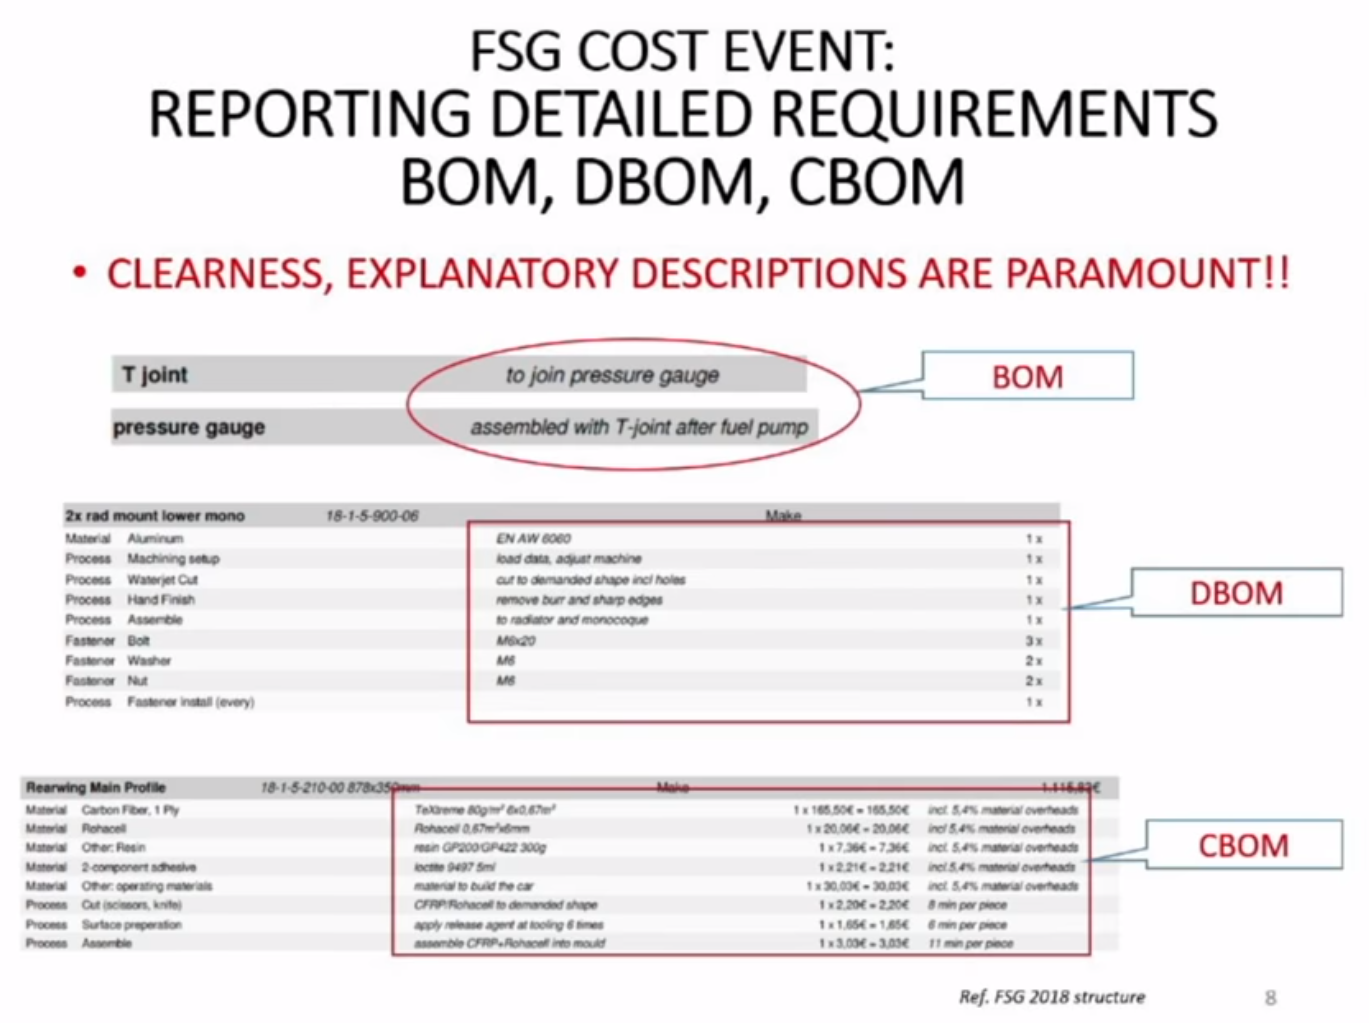 FSG COST EVENT:
REPORTING DETAILED REQUIREMENTS
BOM, DBOM, CBOM
• CLEARNESS, EXPLANATORY DESCRIPTIONS ARE PARAMOUNT!!
T joint to join pressure gauge
BOM
pressure gauge assembled with T-joint after fuel pump
2x rad mount lower mono 18-1-5-900-06 Make
Material Aluminum EN AW 6060 1 x
Process Machining setup load data, adjust machine 1 x
Process Waterjet Cut cut to demanded shape incl holes 1 x
Process Hand Finish remove burr and sharp edges 1 x
Process Assemble to radiator and monocoque 1 x
Fastener Bolt M6x20 3 x
Fastener Washer M6 2 x
Fastener Nut M6 2 x
Process Fastener install (every) 1 x
DBOM
Rearwing Main Profile 18-1-5-210-00 878x350mm Make 1.115,82€
Material Carbon Fiber, 1 Ply TeXtreme 80g/m² 6x0,67m² 1 x 165,50€ = 165,50€ incl. 5,4% material overheads
Material Rohacell Rohacell 0,67m²x6mm 1 x 20,06€ = 20,06€ incl 5,4% material overheads
Material Other: Resin resin GP200/GP422 300g 1 x 7,36€ = 7,36€ incl. 5,4% material overheads
Material 2-component adhesive loctite 9497 5ml 1 x 2,21€ = 2,21€ incl.5,4% material overheads
Material Other: operating materials material to build the car 1 x 30,03€ = 30,03€ incl. 5,4% material overheads
Process Cut (scissors, knife) CFRP/Rohacell to demanded shape 1 x 2,20€ = 2,20€ 8 min per piece
Process Surface preperation apply release agent at tooling 6 times 1 x 1,65€ = 1,65€ 6 min per piece
Process Assemble assemble CFRP+Rohacell into mould 1 x 3,03€ = 3,03€ 11 min per piece
CBOM
Ref. FSG 2018 structure
8